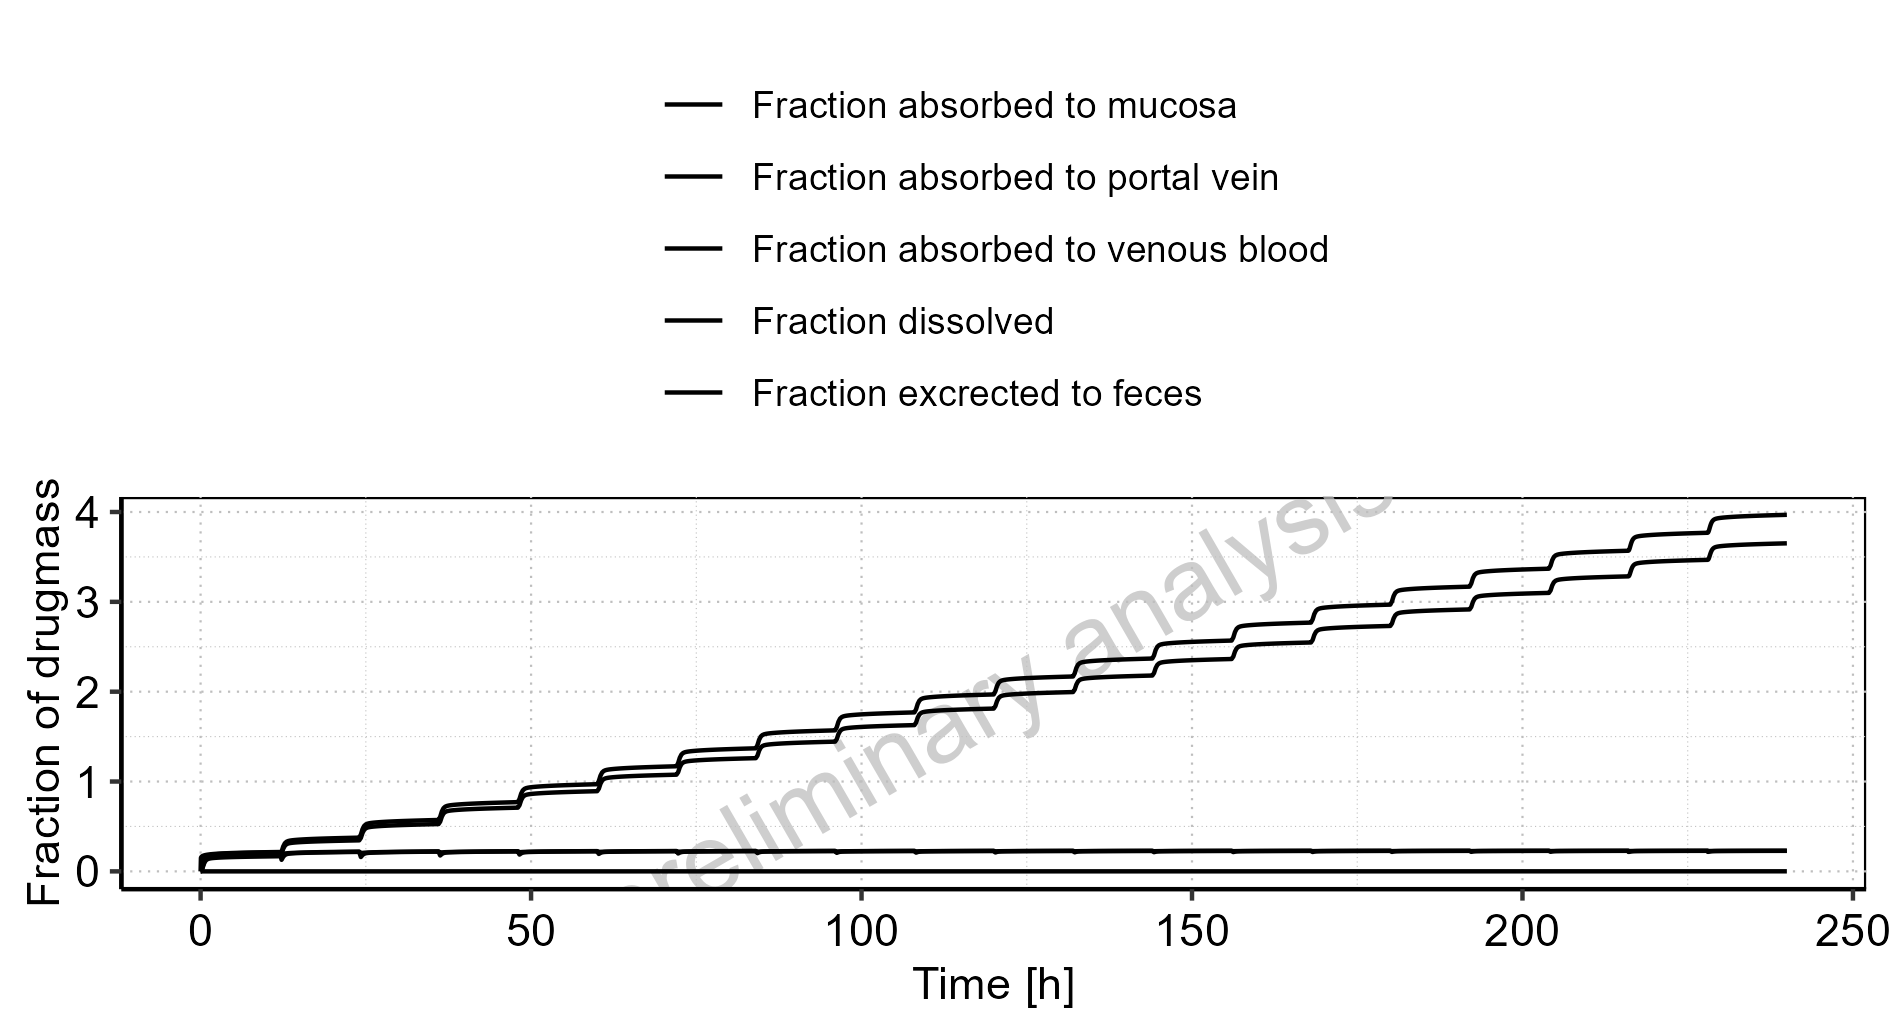 Fraction absorbed to mucosa
Fraction absorbed to portal vein
Fraction absorbed to venous blood
Fraction dissolved
Fraction excrected to feces
Fraction of drugmass
4
3
2
1
0
reliminary analysis
0 50 100 150 200 250
Time [h]